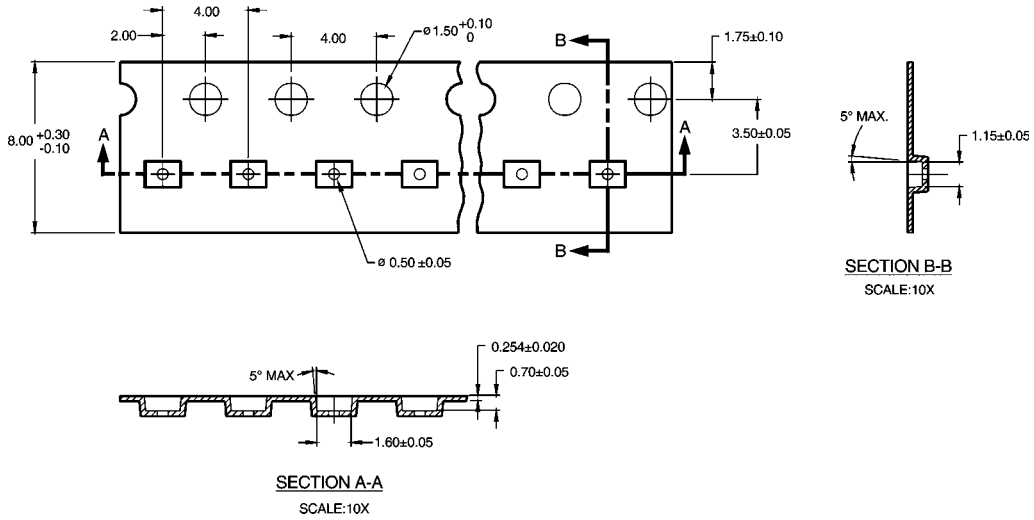 4.00
2.00
4.00
ø1.50 +0.10
0
B
1.75±0.10
8.00 +0.30
-0.10
A
3.50±0.05
A
5° MAX.
1.15±0.05
B
ø 0.50 ±0.05
SECTION B-B
SCALE:10X
0.254±0.020
5° MAX
0.70±0.05
1.60±0.05
SECTION A-A
SCALE:10X